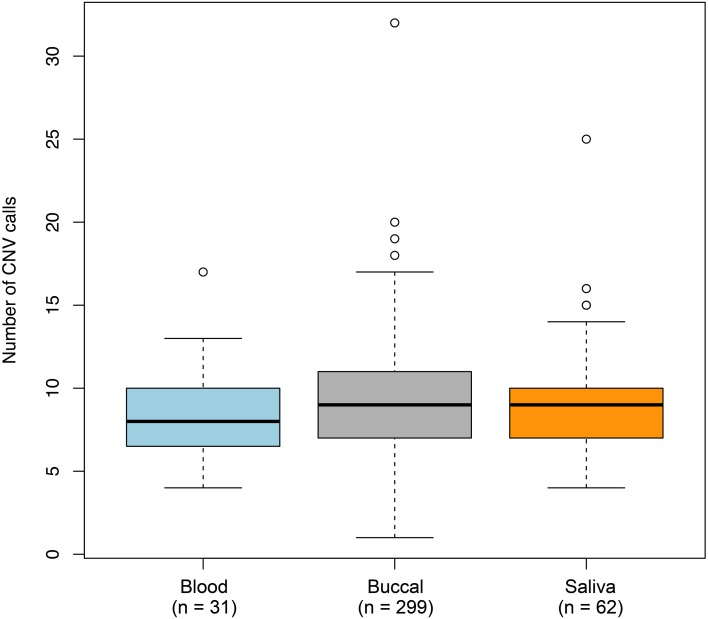 Number of CNV calls
30
25
20
15
10
5
0
Blood
(n = 31)
Buccal
(n = 299)
Saliva
(n = 62)